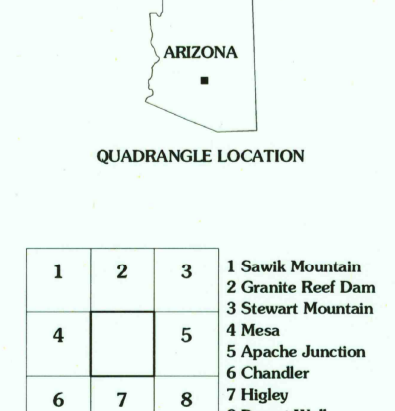 ARIZONA
QUADRANGLE LOCATION
1 2 3
4 5
6 7 8
1 Sawik Mountain
2 Granite Reef Dam
3 Stewart Mountain
4 Mesa
5 Apache Junction
6 Chandler
7 Higley